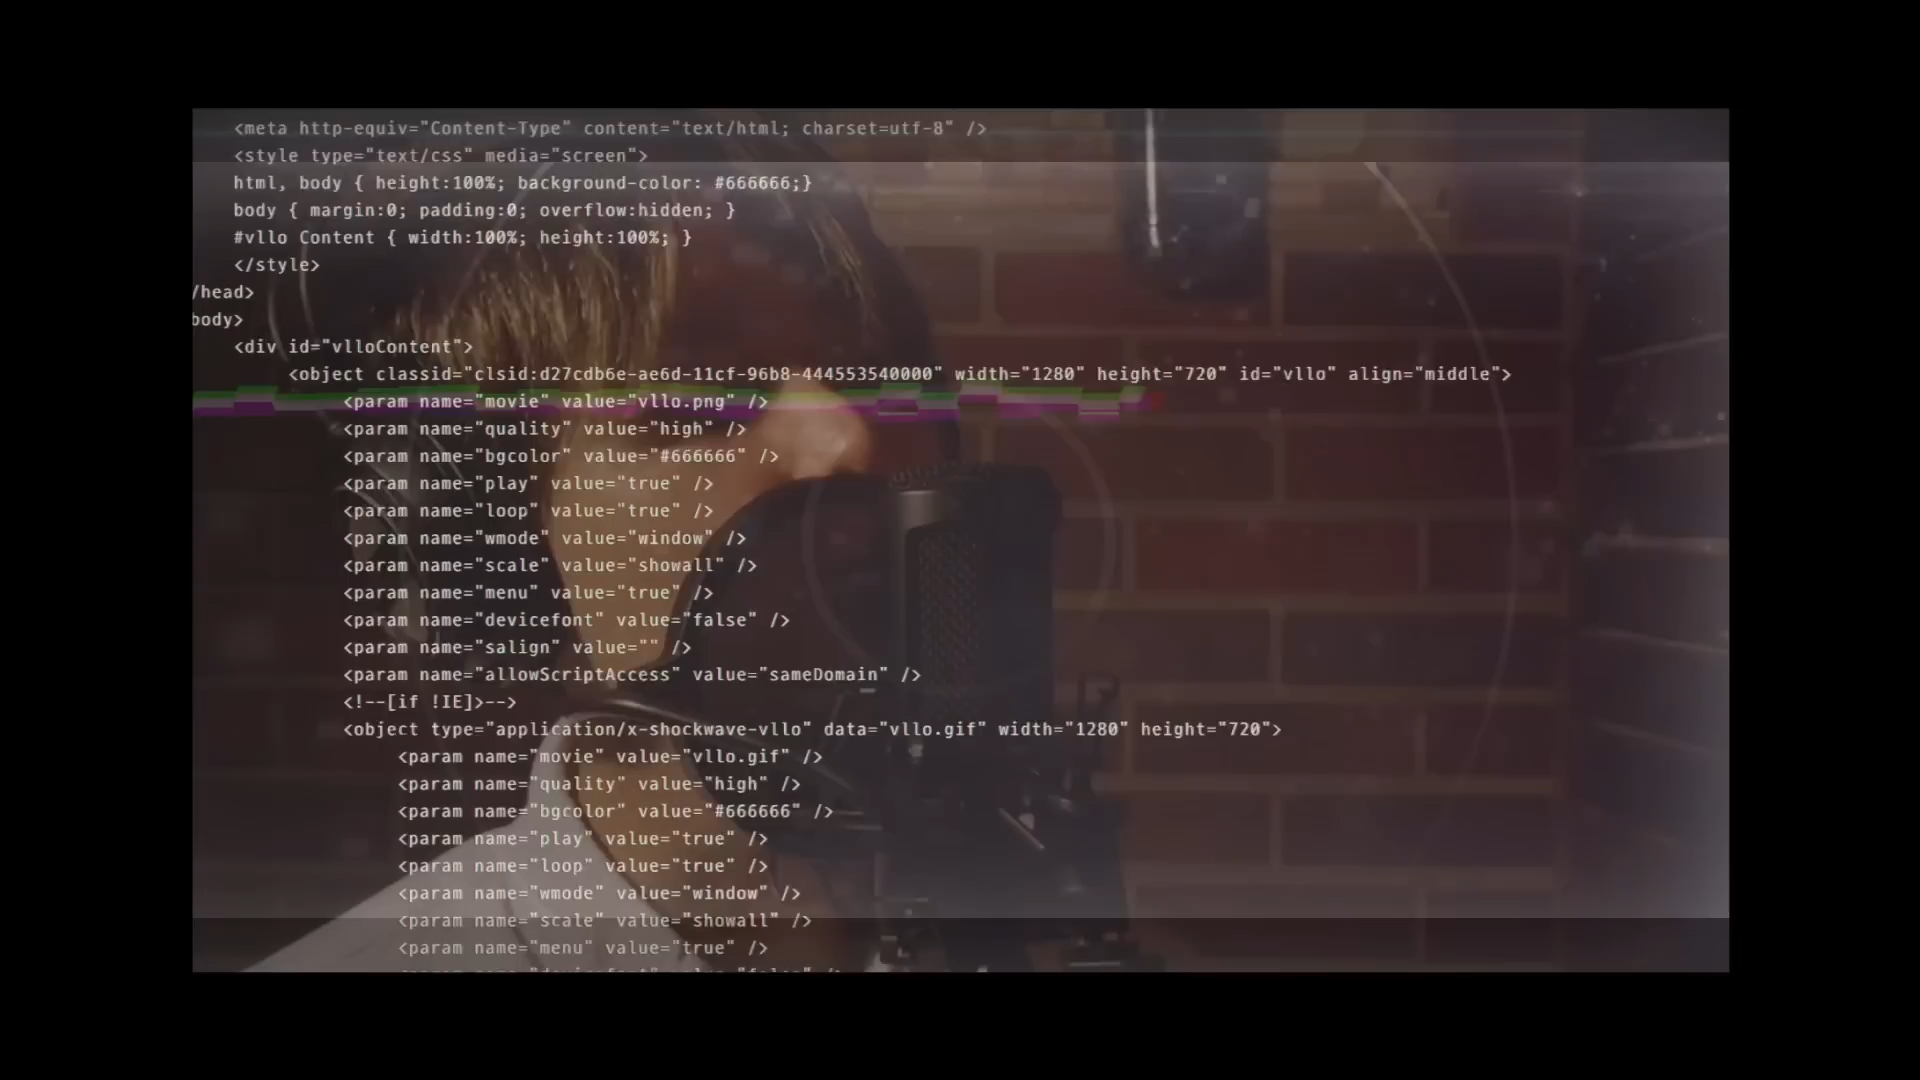 <meta http-equiv="Content-Type" content="text/html; charset=utf-8" />
<style type="text/css" media="screen">
html, body { height:100%; background-color: #666666;}
body { margin:0; padding:0; overflow:hidden; }
#vllo Content { width:100%; height:100%; }
</style>
/head>
body>
<div id="vlloContent">
<object classid="clsid:d27cdb6e-ae6d-11cf-96b8-444553540000" width="1280" height="720" id="vllo" align="middle">
<param name="movie" value="vllo.png" />
<param name="quality" value="high" />
<param name="bgcolor" value="#666666" />
<param name="play" value="true" />
<param name="loop" value="true" />
<param name="wmode" value="window" />
<param name="scale" value="showall" />
<param name="menu" value="true" />
<param name="devicefont" value="false" />
<param name="salign" value="" />
<param name="allowScriptAccess" value="sameDomain" />
<!--[if !IE]>-->
<object type="application/x-shockwave-vllo" data="vllo.gif" width="1280" height="720">
<param name="movie" value="vllo.gif" />
<param name="quality" value="high" />
<param name="bgcolor" value="#666666" />
<param name="play" value="true" />
<param name="loop" value="true" />
<param name="wmode" value="window" />
<param name="scale" value="showall" />
<param name="menu" value="true" />